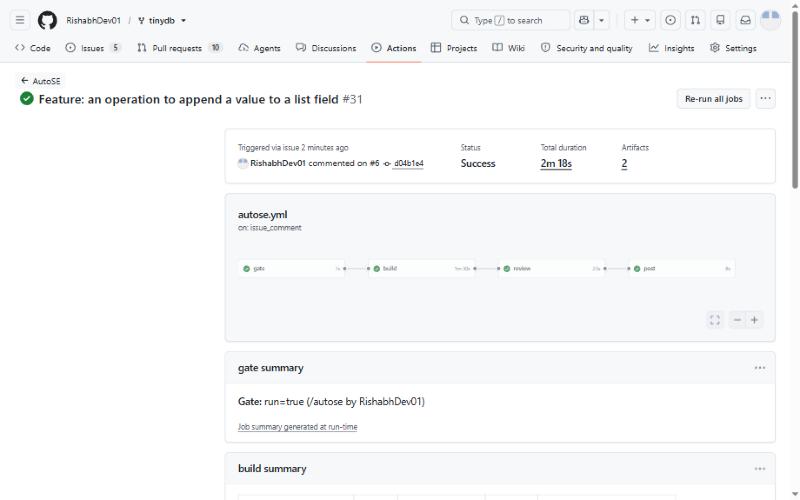 RishabhDev01 / tinydb
Type / to search
Code
Issues 5
Pull requests 10
Agents
Discussions
Actions
Projects
Wiki
Security and quality
Insights
Settings
← AutoSE
Feature: an operation to append a value to a list field #31
Re-run all jobs
Triggered via issue 2 minutes ago
RishabhDev01 commented on #6 d04b1e4
Status
Success
Total duration
2m 18s
Artifacts
2
autose.yml
on: issue_comment
gate
build
review
post
gate summary
Gate: run=true (/autose by RishabhDev01)
Job summary generated at run-time
build summary